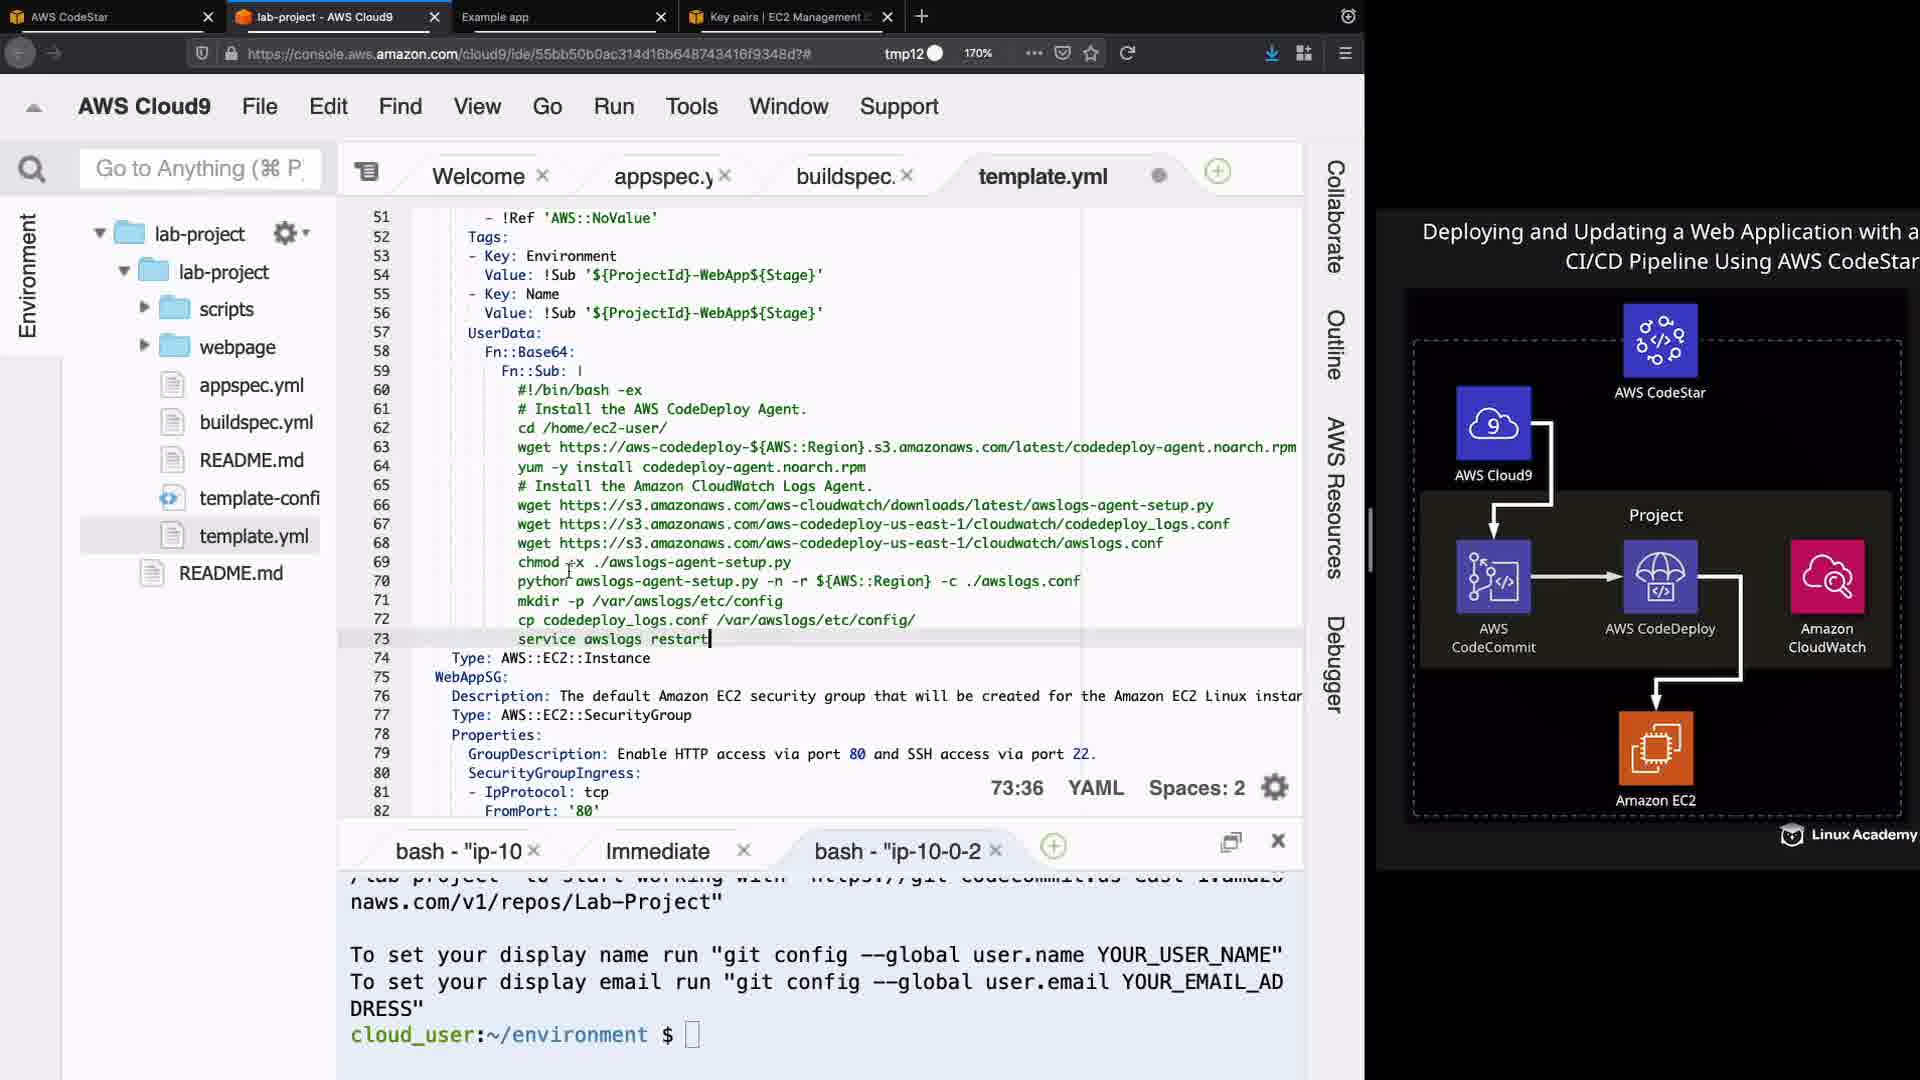 AWS CodeStar
lab-project - AWS Cloud9
Example app
Key pairs | EC2 Management
https://console.aws.amazon.com/cloud9/ide/55bb50b0ac314d16b648743416f9348d?#
tmp12
170%
AWS Cloud9 File Edit Find View Go Run Tools Window Support
Go to Anything (⌘ P
Welcome
appspec.y
buildspec.
template.yml
Environment
lab-project
lab-project
scripts
webpage
appspec.yml
buildspec.yml
README.md
template-confi
template.yml
README.md
51 - !Ref 'AWS::NoValue'
52 Tags:
53 - Key: Environment
54 Value: !Sub '${ProjectId}-WebApp${Stage}'
55 - Key: Name
56 Value: !Sub '${ProjectId}-WebApp${Stage}'
57 UserData:
58 Fn::Base64:
59 Fn::Sub: |
60 #!/bin/bash -ex
61 # Install the AWS CodeDeploy Agent.
62 cd /home/ec2-user/
63 wget https://aws-codedeploy-${AWS::Region}.s3.amazonaws.com/latest/codedeploy-agent.noarch.rpm
64 yum -y install codedeploy-agent.noarch.rpm
65 # Install the Amazon CloudWatch Logs Agent.
66 wget https://s3.amazonaws.com/aws-cloudwatch/downloads/latest/awslogs-agent-setup.py
67 wget https://s3.amazonaws.com/aws-codedeploy-us-east-1/cloudwatch/codedeploy_logs.conf
68 wget https://s3.amazonaws.com/aws-codedeploy-us-east-1/cloudwatch/awslogs.conf
69 chmod +x ./awslogs-agent-setup.py
70 python awslogs-agent-setup.py -n -r ${AWS::Region} -c ./awslogs.conf
71 mkdir -p /var/awslogs/etc/config
72 cp codedeploy_logs.conf /var/awslogs/etc/config/
73 service awslogs restart
74 Type: AWS::EC2::Instance
75 WebAppSG:
76 Description: The default Amazon EC2 security group that will be created for the Amazon EC2 Linux instan
77 Type: AWS::EC2::SecurityGroup
78 Properties:
79 GroupDescription: Enable HTTP access via port 80 and SSH access via port 22.
80 SecurityGroupIngress:
81 - IpProtocol: tcp
82 FromPort: '80'
73:36 YAML Spaces: 2
Collaborate
Outline
AWS Resources
Debugger
bash - "ip-10
Immediate
bash - "ip-10-0-2
naws.com/v1/repos/Lab-Project"
To set your display name run "git config --global user.name YOUR_USER_NAME"
To set your display email run "git config --global user.email YOUR_EMAIL_AD
DRESS"
cloud_user:~/environment $
Deploying and Updating a Web Application with a
CI/CD Pipeline Using AWS CodeStar
AWS CodeStar
9
AWS Cloud9
Project
AWS
CodeCommit
AWS CodeDeploy
Amazon
CloudWatch
Amazon EC2
Linux Academy